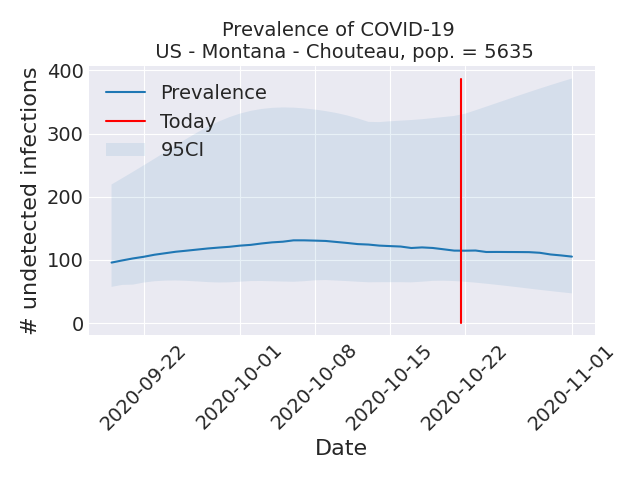 Prevalence of COVID-19
US - Montana - Chouteau, pop. = 5635
# undetected infections
400
300
200
100
0
Prevalence
Today
95CI
2020-09-22
2020-10-01
2020-10-08
2020-10-15
2020-10-22
2020-11-01
Date